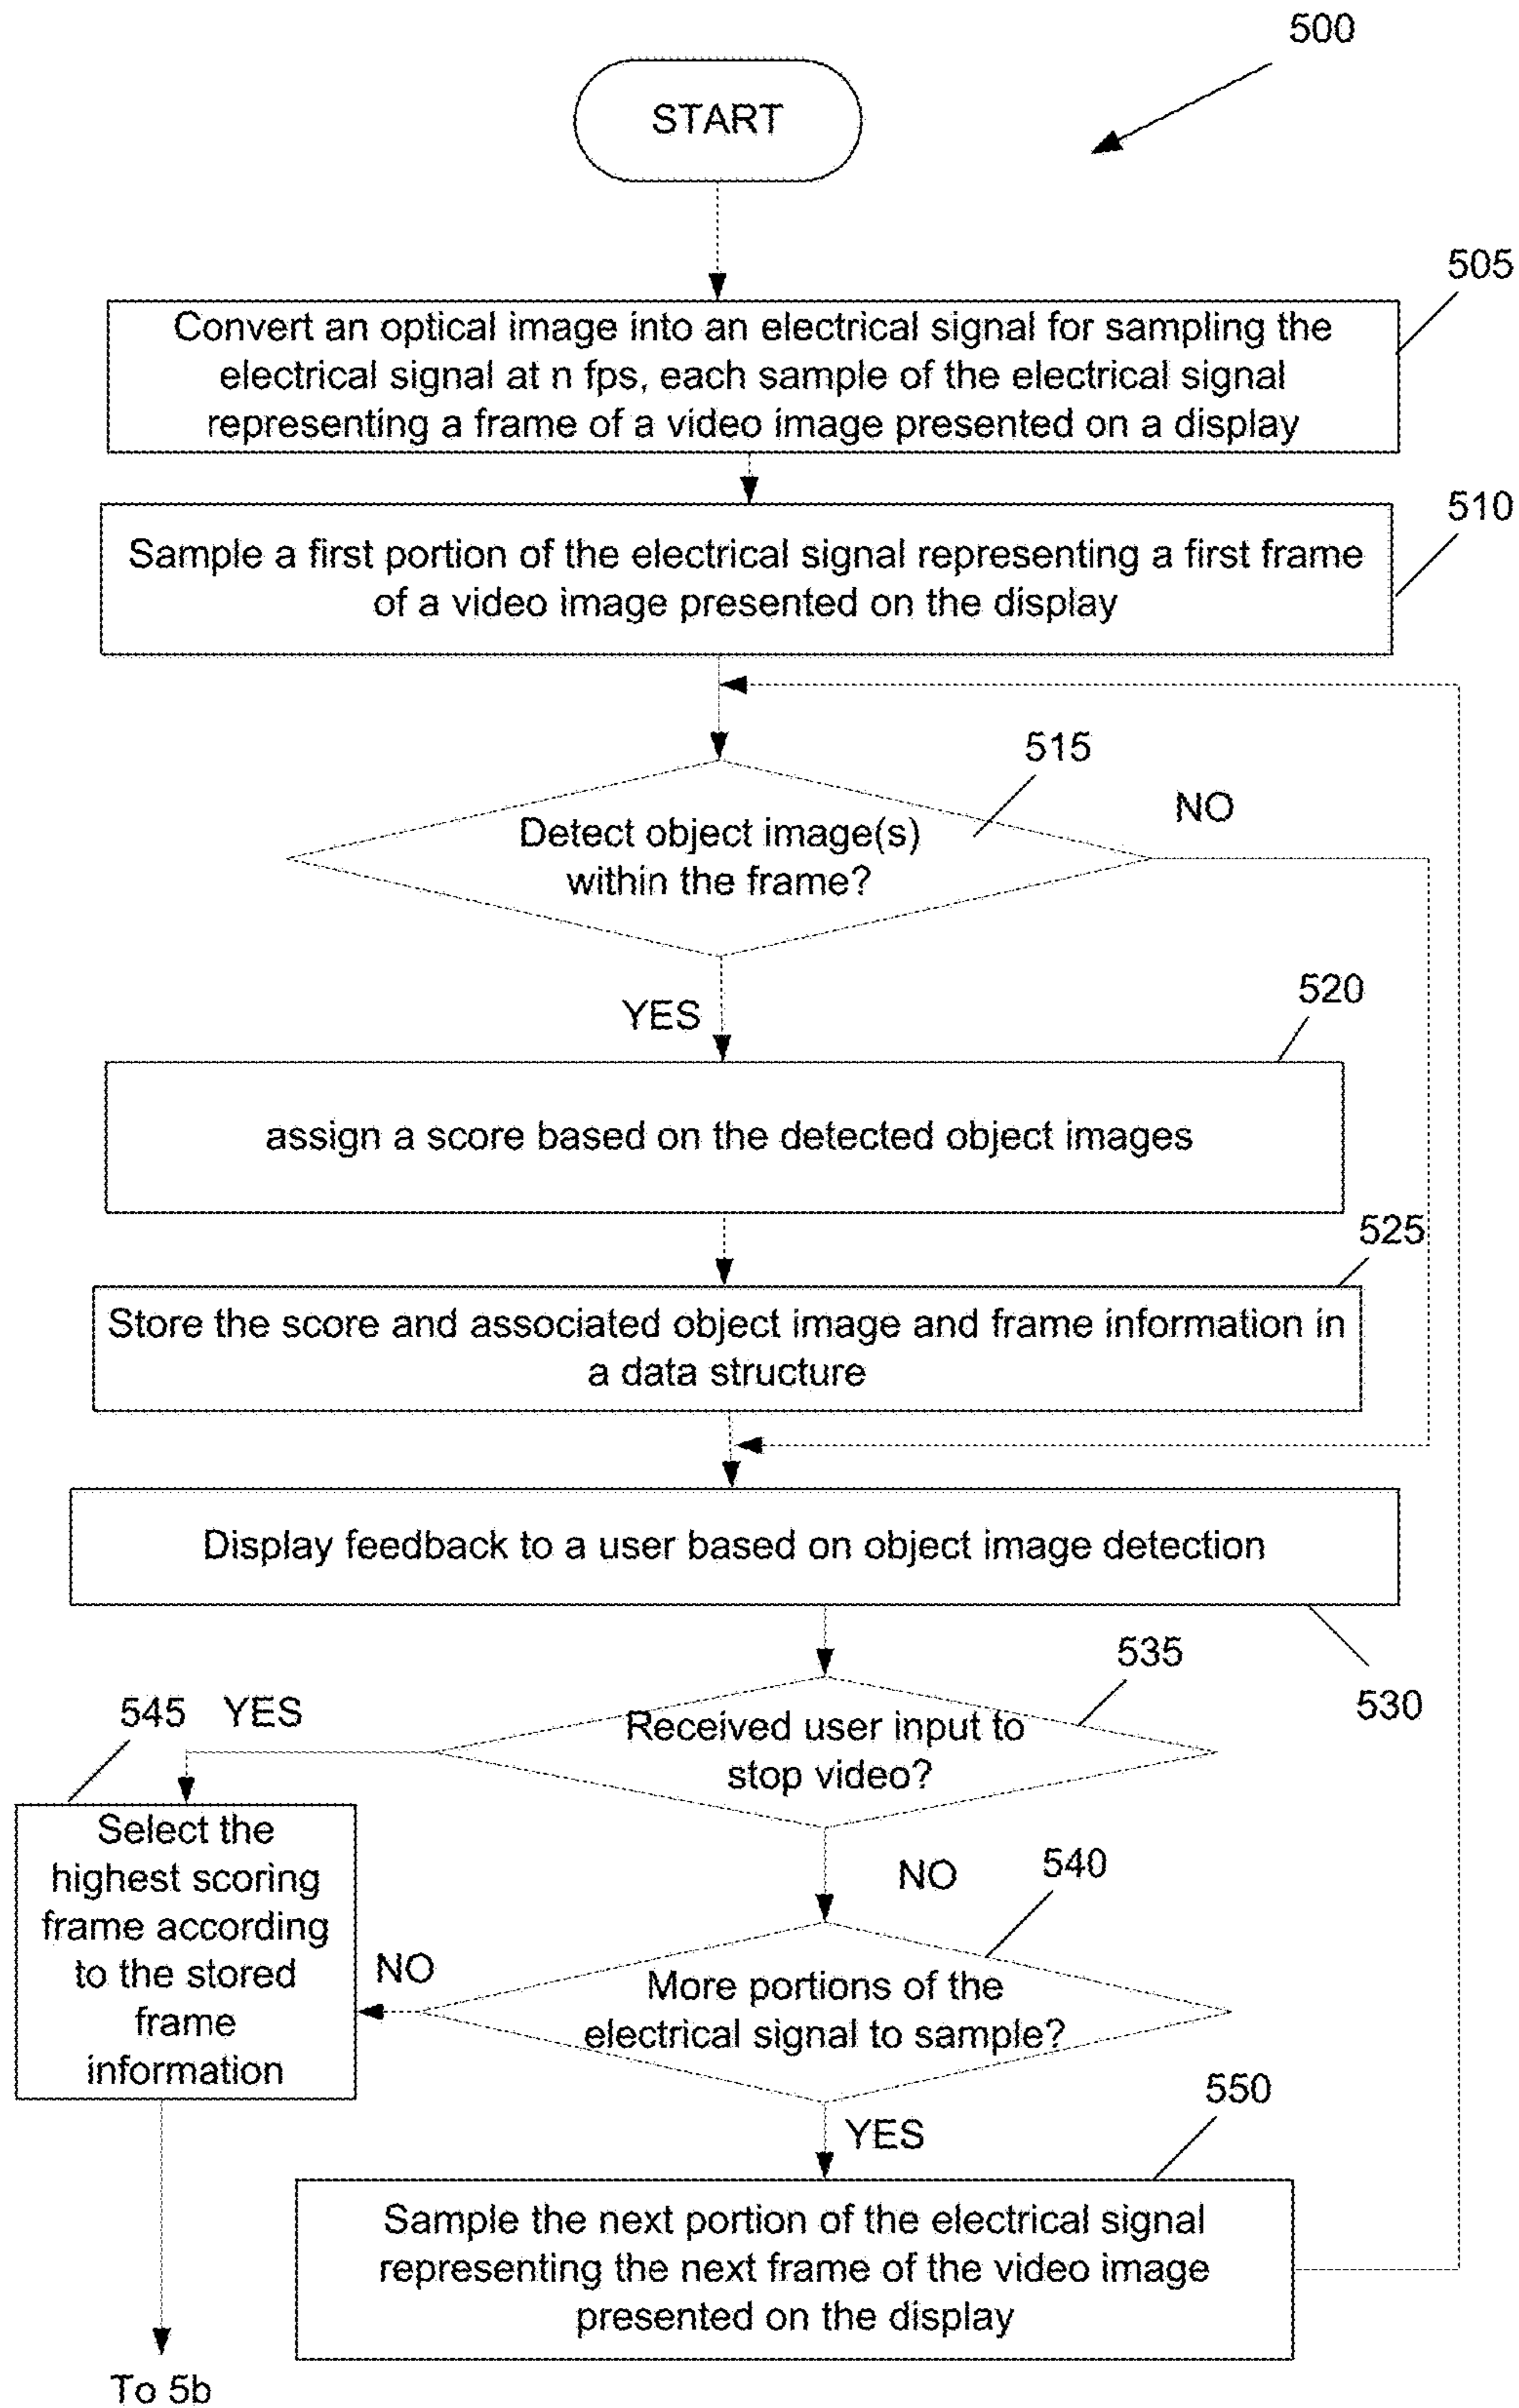 500
START
505
Convert an optical image into an electrical signal for sampling the
electrical signal at n fps, each sample of the electrical signal
representing a frame of a video image presented on a display
510
Sample a first portion of the electrical signal representing a first frame
of a video image presented on the display
515
NO
Detect object image(s)
within the frame?
YES
520
assign a score based on the detected object images
525
Store the score and associated object image and frame information in
a data structure
Display feedback to a user based on object image detection
530
535
545
YES
Received user input to
stop video?
Select the
highest scoring
frame according
to the stored
frame
information
NO
540
NO
More portions of the
electrical signal to sample?
YES
550
Sample the next portion of the electrical signal
representing the next frame of the video image
presented on the display
To 5b